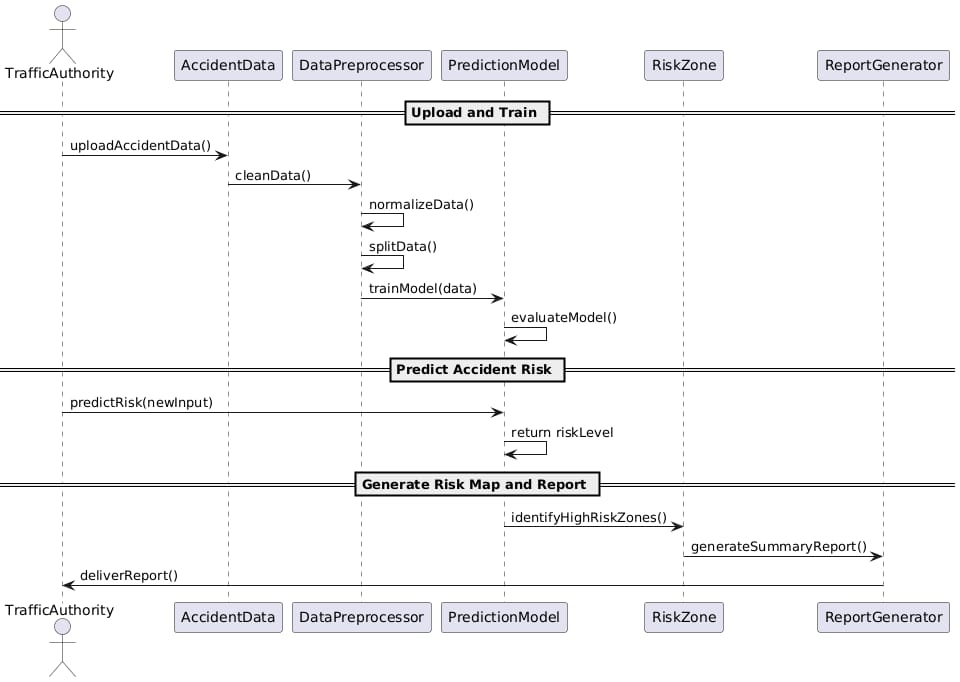 TrafficAuthority
AccidentData
DataPreprocessor
PredictionModel
RiskZone
ReportGenerator
Upload and Train
uploadAccidentData()
cleanData()
normalizeData()
splitData()
trainModel(data)
evaluateModel()
Predict Accident Risk
predictRisk(newInput)
return riskLevel
Generate Risk Map and Report
identifyHighRiskZones()
generateSummaryReport()
deliverReport()
TrafficAuthority
AccidentData
DataPreprocessor
PredictionModel
RiskZone
ReportGenerator